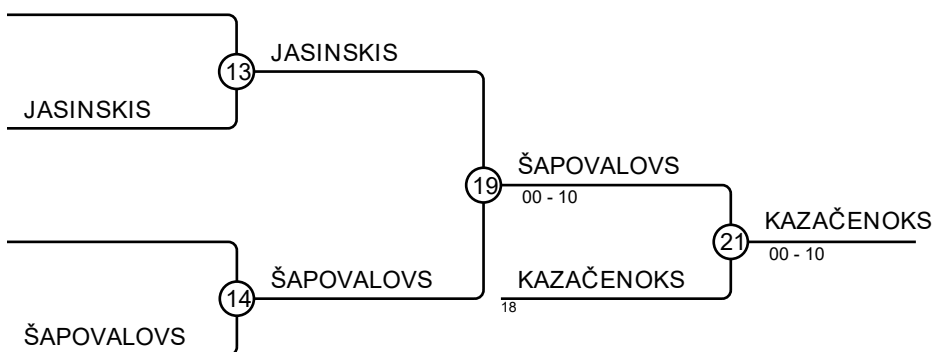 JASINSKIS
13
JASINSKIS
ŠAPOVALOVS
19
00 - 10
KAZAČENOKS
21
00 - 10
ŠAPOVALOVS
KAZAČENOKS
14
18
ŠAPOVALOVS